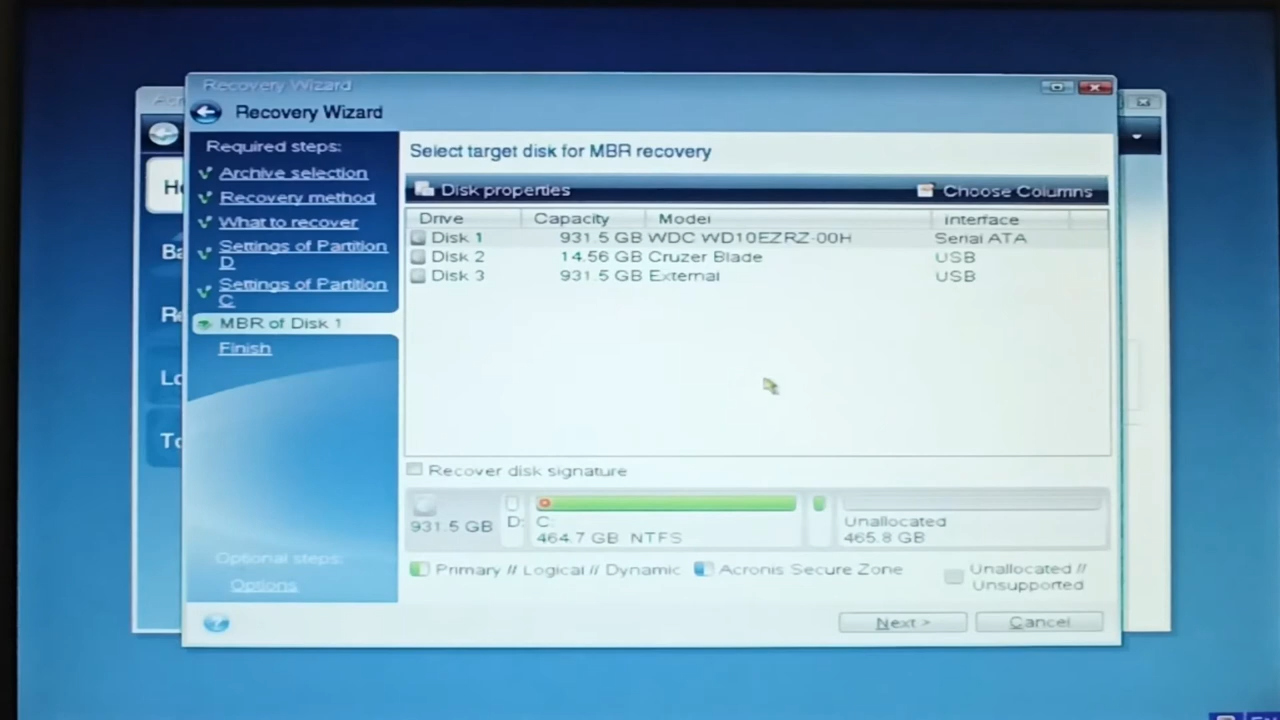 Recovery Wizard
Recovery Wizard
Required steps:
Archive selection
Recovery method
What to recover
Settings of Partition
D
Settings of Partition
C
MBR of Disk 1
Finish
Optional steps:
Options
Select target disk for MBR recovery
Disk properties
Choose Columns
Drive Capacity Model Interface
Disk 1 931.5 GB WDC WD10EZRZ-00H Serial ATA
Disk 2 14.56 GB Cruzer Blade USB
Disk 3 931.5 GB External USB
Recover disk signature
931.5 GB
D:
C:
464.7 GB NTFS
Unallocated
465.8 GB
Primary // Logical // Dynamic
Acronis Secure Zone
Unallocated //
Unsupported
Next >
Cancel